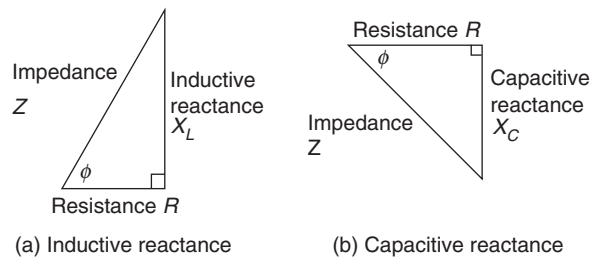 Impedance
Z
Inductive
reactance
X_L
ϕ
Resistance R
(a) Inductive reactance
Resistance R
ϕ
Capacitive
reactance
X_C
Impedance
Z
(b) Capacitive reactance